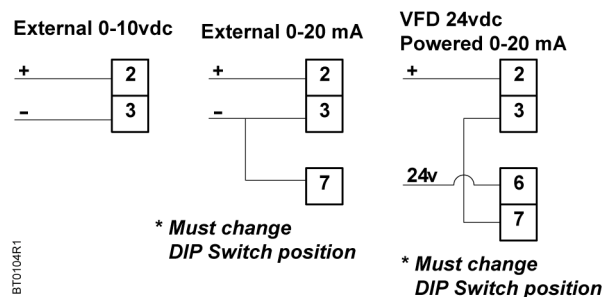 External 0-10vdc
+ 2
- 3
External 0-20 mA
+ 2
- 3
7
* Must change
DIP Switch position
VFD 24vdc
Powered 0-20 mA
+ 2
3
24v 6
7
* Must change
DIP Switch position
BT0104R1